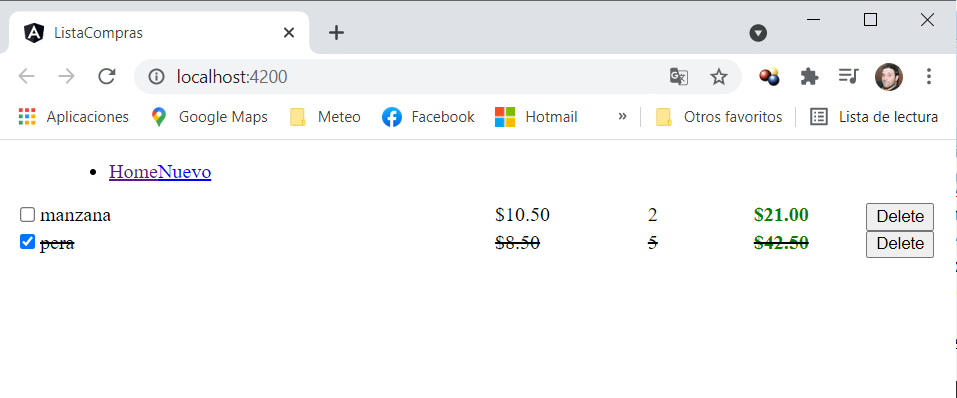 ListaCompras
localhost:4200
Aplicaciones Google Maps Meteo Facebook Hotmail » Otros favoritos Lista de lectura
HomeNuevo
manzana $10.50 2 $21.00 Delete
pera $8.50 5 $42.50 Delete